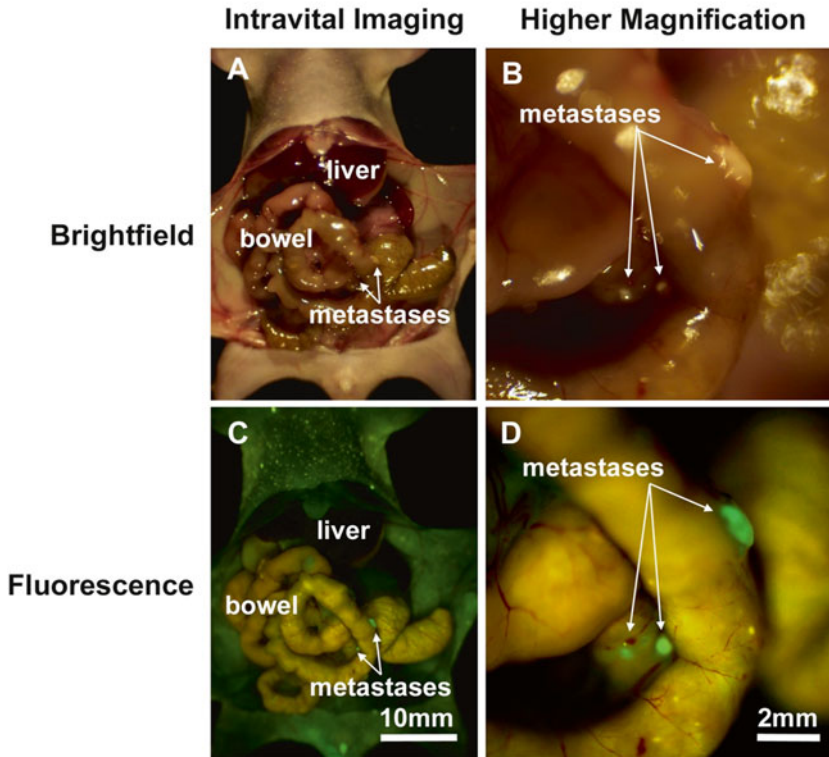 Intravital Imaging
Higher Magnification
Brightfield
Fluorescence
A
liver
bowel
metastases
B
metastases
C
liver
bowel
metastases
10mm
D
metastases
2mm